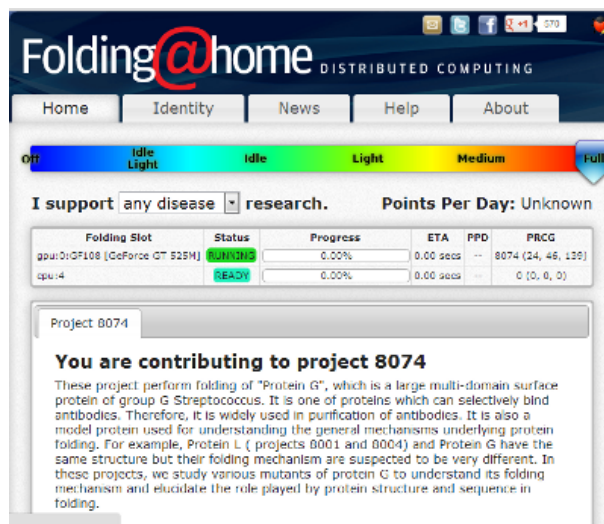 g +1 570
Folding@home DISTRIBUTED COMPUTING
Home Identity News Help About
Off Idle Light Idle Light Medium Full
I support any disease research. Points Per Day: Unknown
Folding Slot Status Progress ETA PPD PRCG
gpu:0:GF108 [GeForce GT 525M] RUNNING 0.00% 0.00 secs -- 8074 (24, 46, 139)
cpu:4 READY 0.00% 0.00 secs -- 0 (0, 0, 0)
Project 8074
You are contributing to project 8074
These project perform folding of "Protein G", which is a large multi-domain surface
protein of group G Streptococcus. It is one of proteins which can selectively bind
antibodies. Therefore, it is widely used in purification of antibodies. It is also a
model protein used for understanding the general mechanisms underlying protein
folding. For example, Protein L ( projects 8001 and 8004) and Protein G have the
same structure but their folding mechanism are suspected to be very different. In
these projects, we study various mutants of protein G to understand its folding
mechanism and elucidate the role played by protein structure and sequence in
folding.